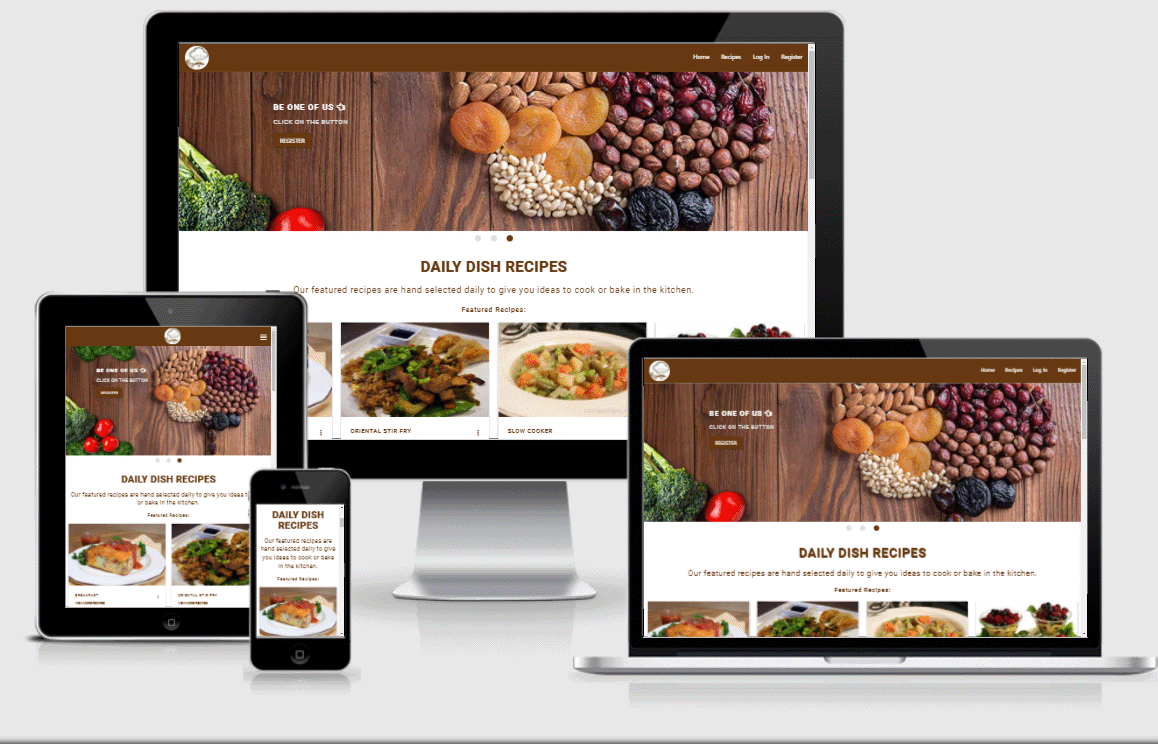 Home Recipes Log In Register
BE ONE OF US
CLICK ON THE BUTTON
REGISTER
DAILY DISH RECIPES
Our featured recipes are hand selected daily to give you ideas to cook or bake in the kitchen.
Featured Recipes:
ORIENTAL STIR FRY
SLOW COOKER
BE ONE OF US
CLICK ON THE BUTTON
REGISTER
DAILY DISH RECIPES
Our featured recipes are hand selected daily to give you ideas
or bake in the kitchen.
Featured Recipes:
BREAKFAST
ORIENTAL STIR FRY
DAILY DISH
RECIPES
Our featured recipes are
hand selected daily to give
you ideas to cook or bake
in the kitchen.
Featured Recipes:
Home Recipes Log In Register
BE ONE OF US
CLICK ON THE BUTTON
REGISTER
DAILY DISH RECIPES
Our featured recipes are hand selected daily to give you ideas to cook or bake in the kitchen.
Featured Recipes: